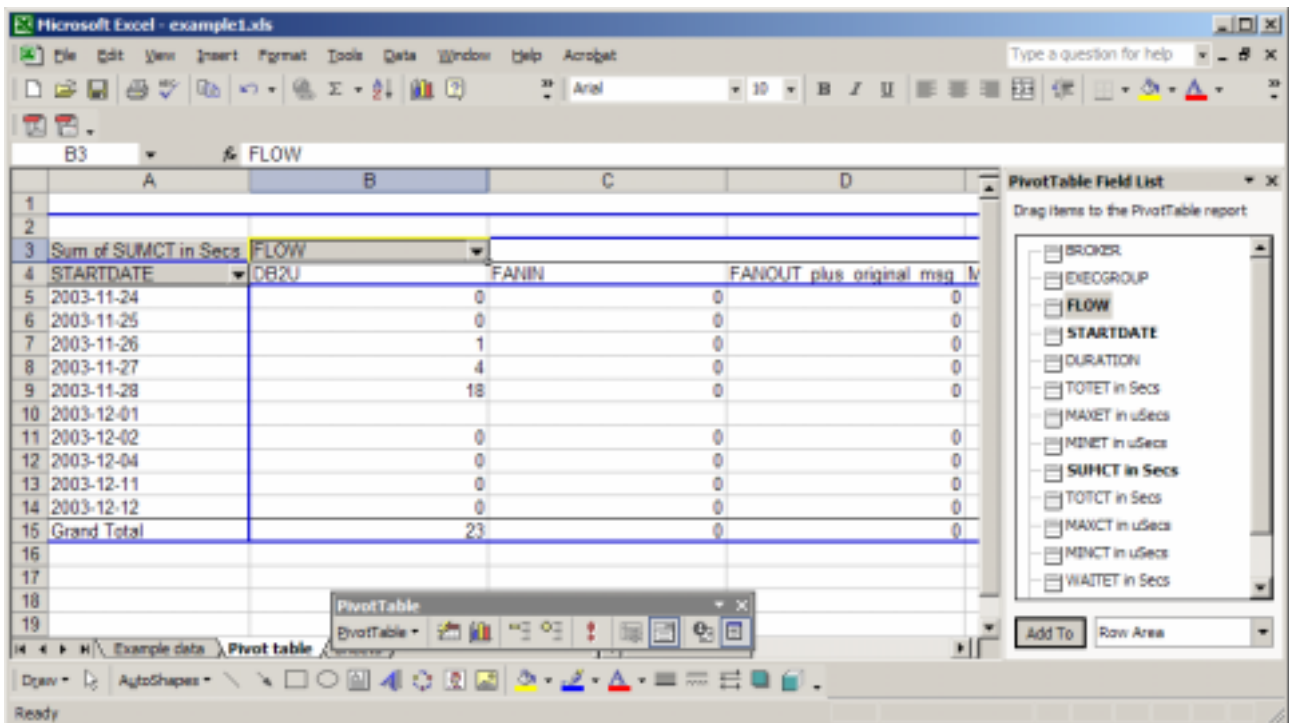 Microsoft Excel - example1.xls
File Edit View Insert Format Tools Data Window Help Acrobat Type a question for help
Arial 10 B I U
B3 fx FLOW
A B C D
PivotTable Field List
Drag items to the PivotTable report
1
2
3 Sum of SUMCT in Secs FLOW
4 STARTDATE DB2U FANIN FANOUT plus original msg M
5 2003-11-24 0 0 0
6 2003-11-25 0 0 0
7 2003-11-26 1 0 0
8 2003-11-27 4 0 0
9 2003-11-28 18 0 0
10 2003-12-01
11 2003-12-02 0 0 0
12 2003-12-04 0 0 0
13 2003-12-11 0 0 0
14 2003-12-12 0 0 0
15 Grand Total 23 0 0
16
17
18
19
BROKER
EXECGROUP
FLOW
STARTDATE
DURATION
TOTET in Secs
MAXET in uSecs
MINET in uSecs
SUMCT in Secs
TOTCT in Secs
MAXCT in uSecs
MINCT in uSecs
WAITET in Secs
Add To Row Area
PivotTable
PivotTable
Example data Pivot table
Draw AutoShapes
Ready